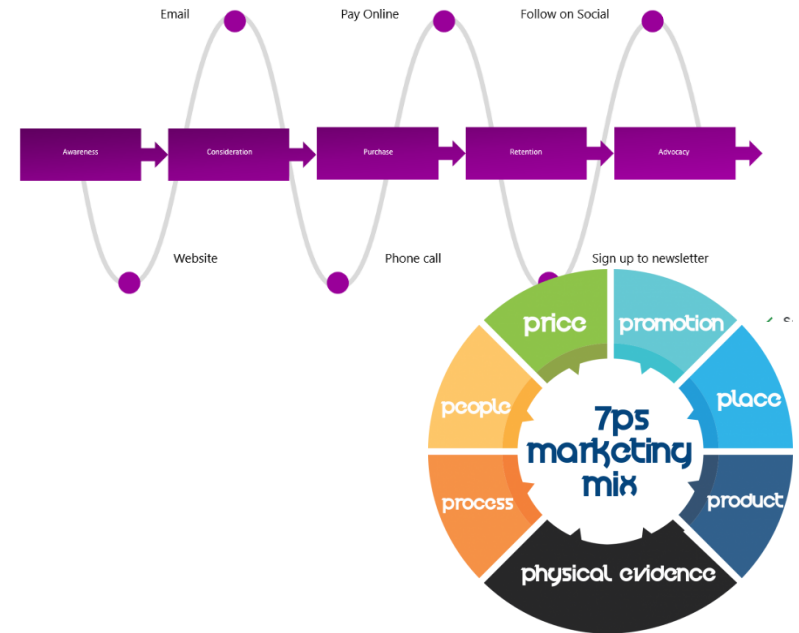 Email
Pay Online
Follow on Social
Awareness
Consideration
Purchase
Retention
Advocacy
Website
Phone call
Sign up to newsletter
price
promotion
people
place
7ps
marketing
mix
process
product
physical evidence